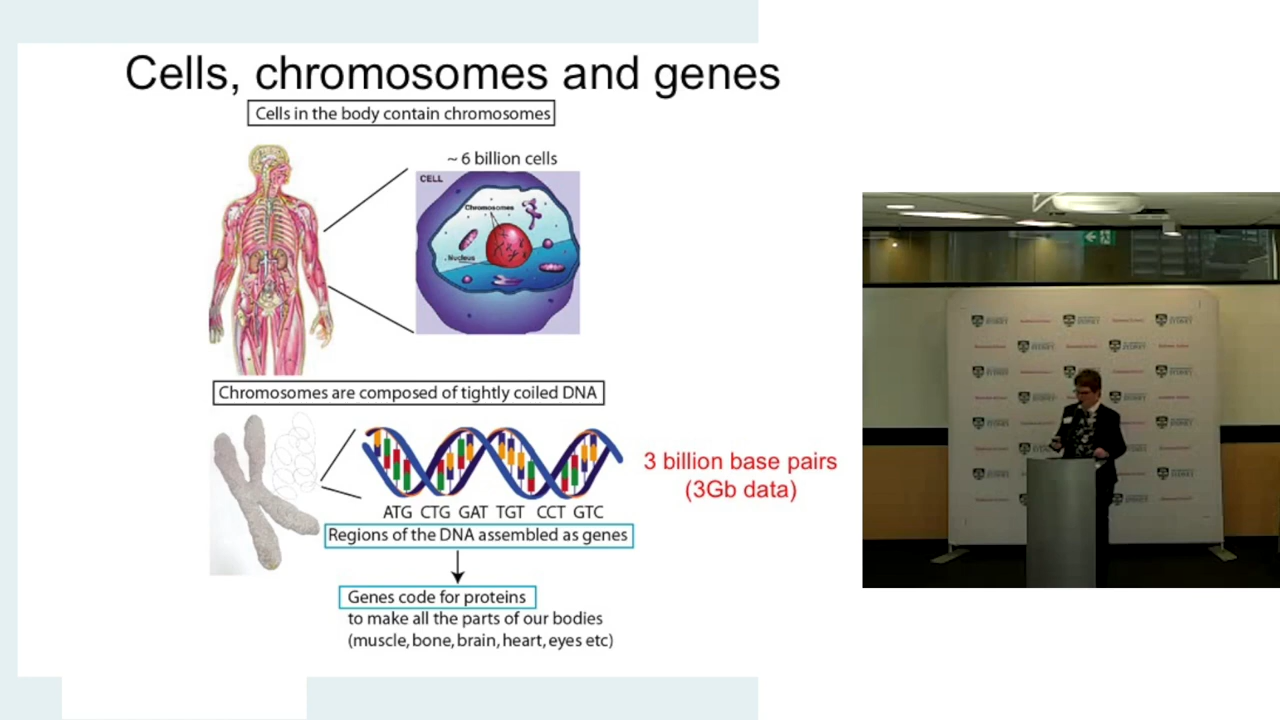 Cells, chromosomes and genes
Cells in the body contain chromosomes
~ 6 billion cells
CELL
Chromosomes
Nucleus
Chromosomes are composed of tightly coiled DNA
3 billion base pairs
(3Gb data)
ATG CTG GAT TGT CCT GTC
Regions of the DNA assembled as genes
Genes code for proteins
to make all the parts of our bodies
(muscle, bone, brain, heart, eyes etc)